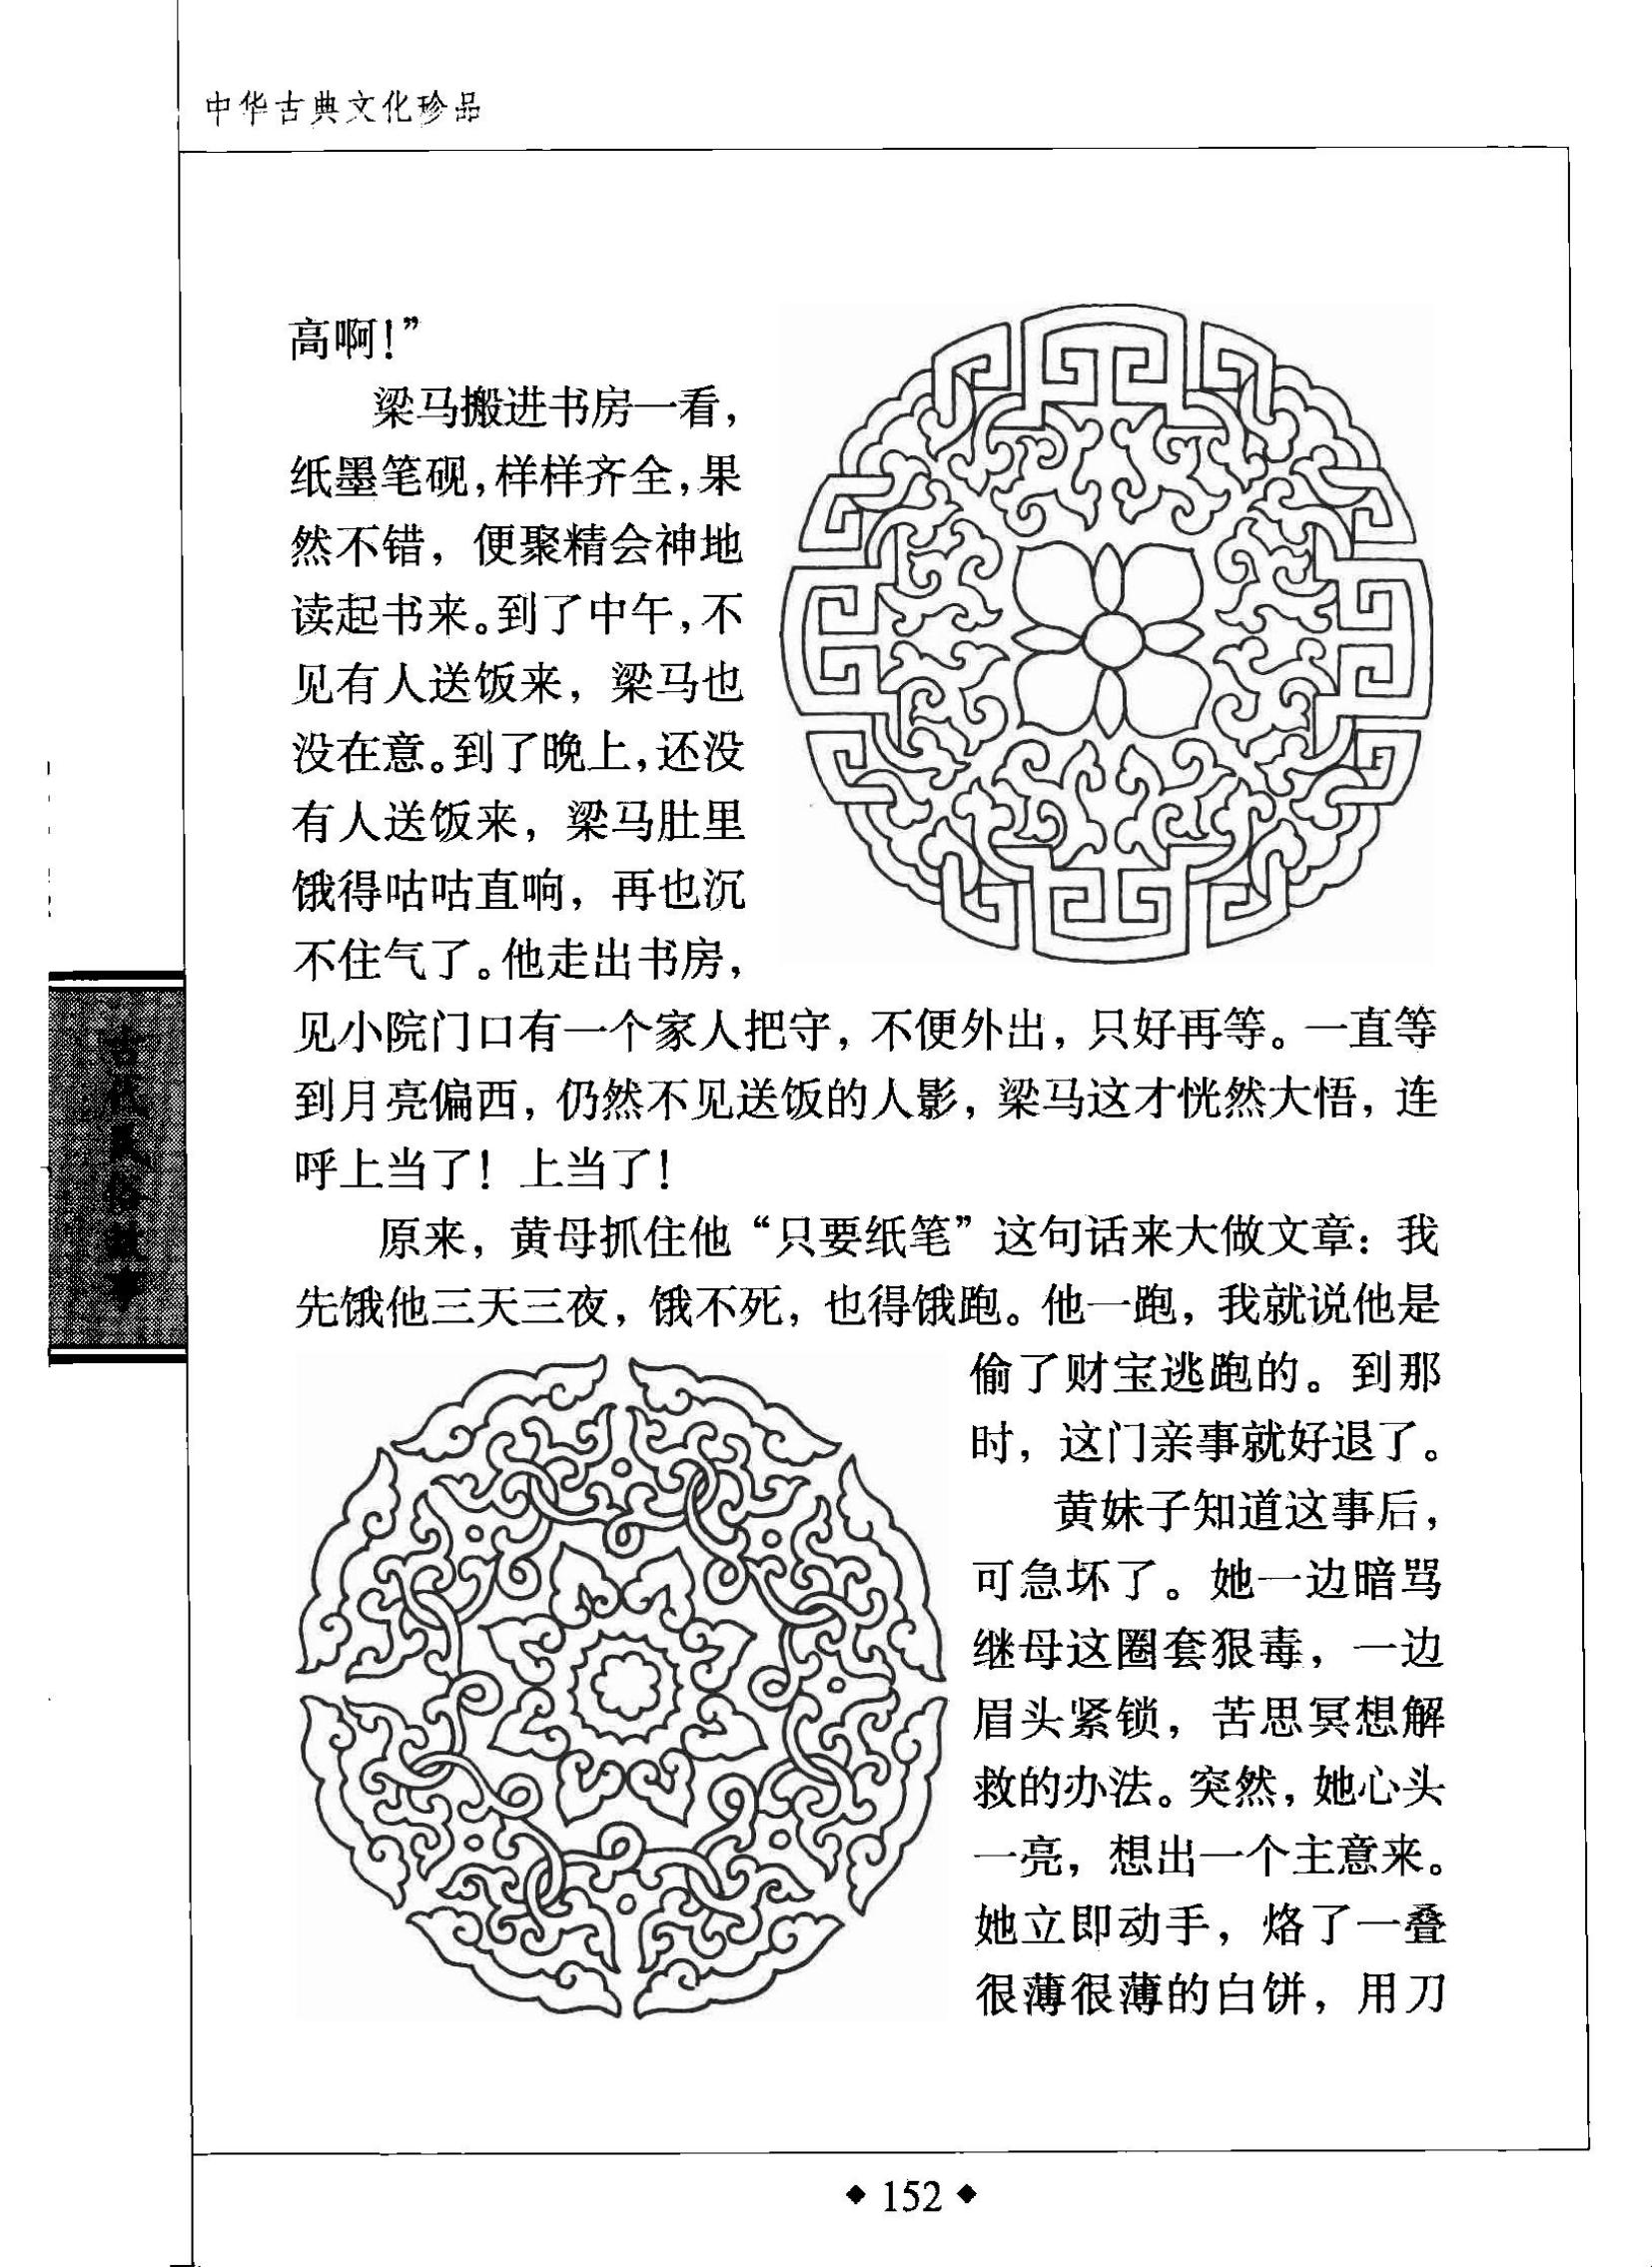 中华古典文化珍品
高啊！”
梁马搬进书房一看，
纸墨笔砚，样样齐全，果
然不错，便聚精会神地
读起书来。到了中午，不
见有人送饭来，梁马也
没在意。到了晚上，还没
有人送饭来，梁马肚里
饿得咕咕直响，再也沉
不住气了。他走出书房，
见小院门口有一个家人把守，不便外出，只好再等。一直等
到月亮偏西，仍然不见送饭的人影，梁马这才恍然大悟，连
呼上当了！上当了！
原来，黄母抓住他“只要纸笔”这句话来大做文章：我
先饿他三天三夜，饿不死，也得饿跑。他一跑，我就说他是
偷了财宝逃跑的。到那
时，这门亲事就好退了。
黄妹子知道这事后，
可急坏了。她一边暗骂
继母这圈套狠毒，一边
眉头紧锁，苦思冥想解
救的办法。突然，她心头
一亮，想出一个主意来。
她立即动手，烙了一叠
很薄很薄的白饼，用刀
古代民俗故事
◆ 152 ◆